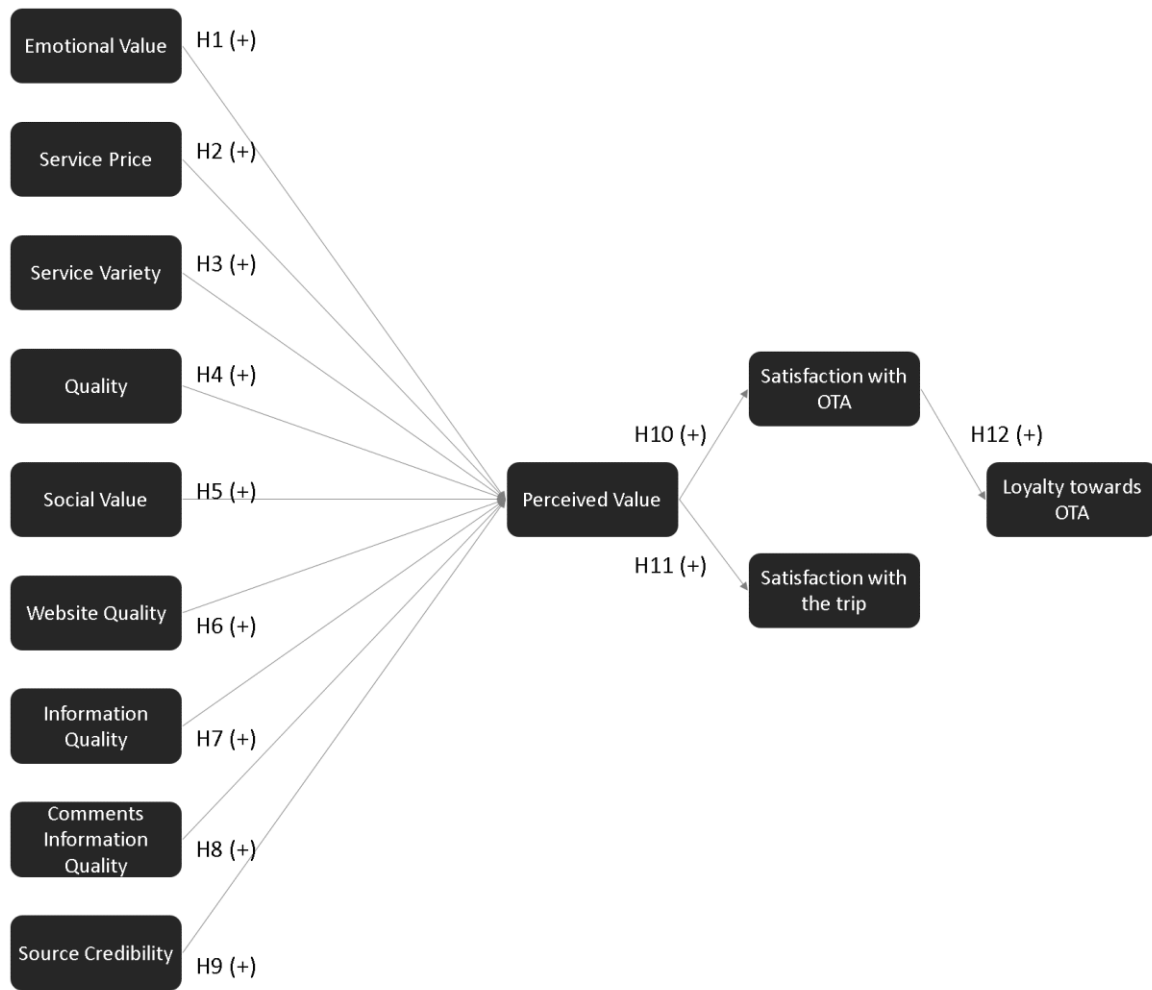 Emotional Value
H1 (+)
Service Price
H2 (+)
Service Variety
H3 (+)
Quality
H4 (+)
Social Value
H5 (+)
Website Quality
H6 (+)
Information
Quality
H7 (+)
Comments
Information
Quality
H8 (+)
Source Credibility
H9 (+)
Perceived Value
H10 (+)
H11 (+)
Satisfaction with
OTA
Satisfaction with
the trip
H12 (+)
Loyalty towards
OTA